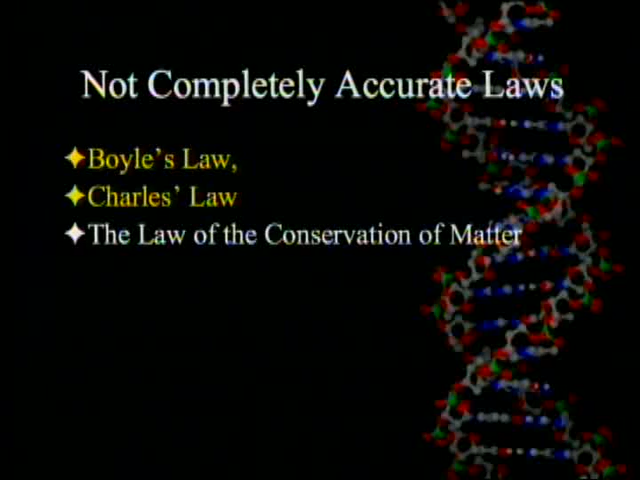 Not Completely Accurate Laws
Boyle's Law,
Charles' Law
The Law of the Conservation of Matter